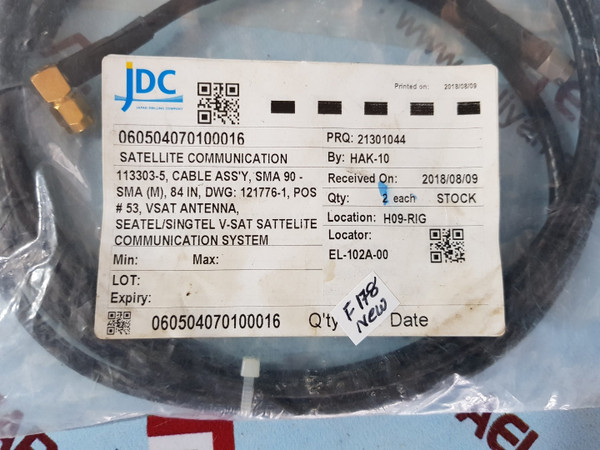 JDC
JAPAN DRILLING COMPANY
Printed on: 2018/08/09
060504070100016
PRQ: 21301044
SATELLITE COMMUNICATION
By: HAK-10
113303-5, CABLE ASS'Y, SMA 90 -
SMA (M), 84 IN, DWG: 121776-1, POS
# 53, VSAT ANTENNA,
SEATEL/SINGTEL V-SAT SATTELITE
COMMUNICATION SYSTEM
Received On: 2018/08/09
Qty: 2 each STOCK
Location: H09-RIG
Locator:
EL-102A-00
Min: Max:
LOT:
Expiry:
060504070100016 Q'ty Date
F178
NEW